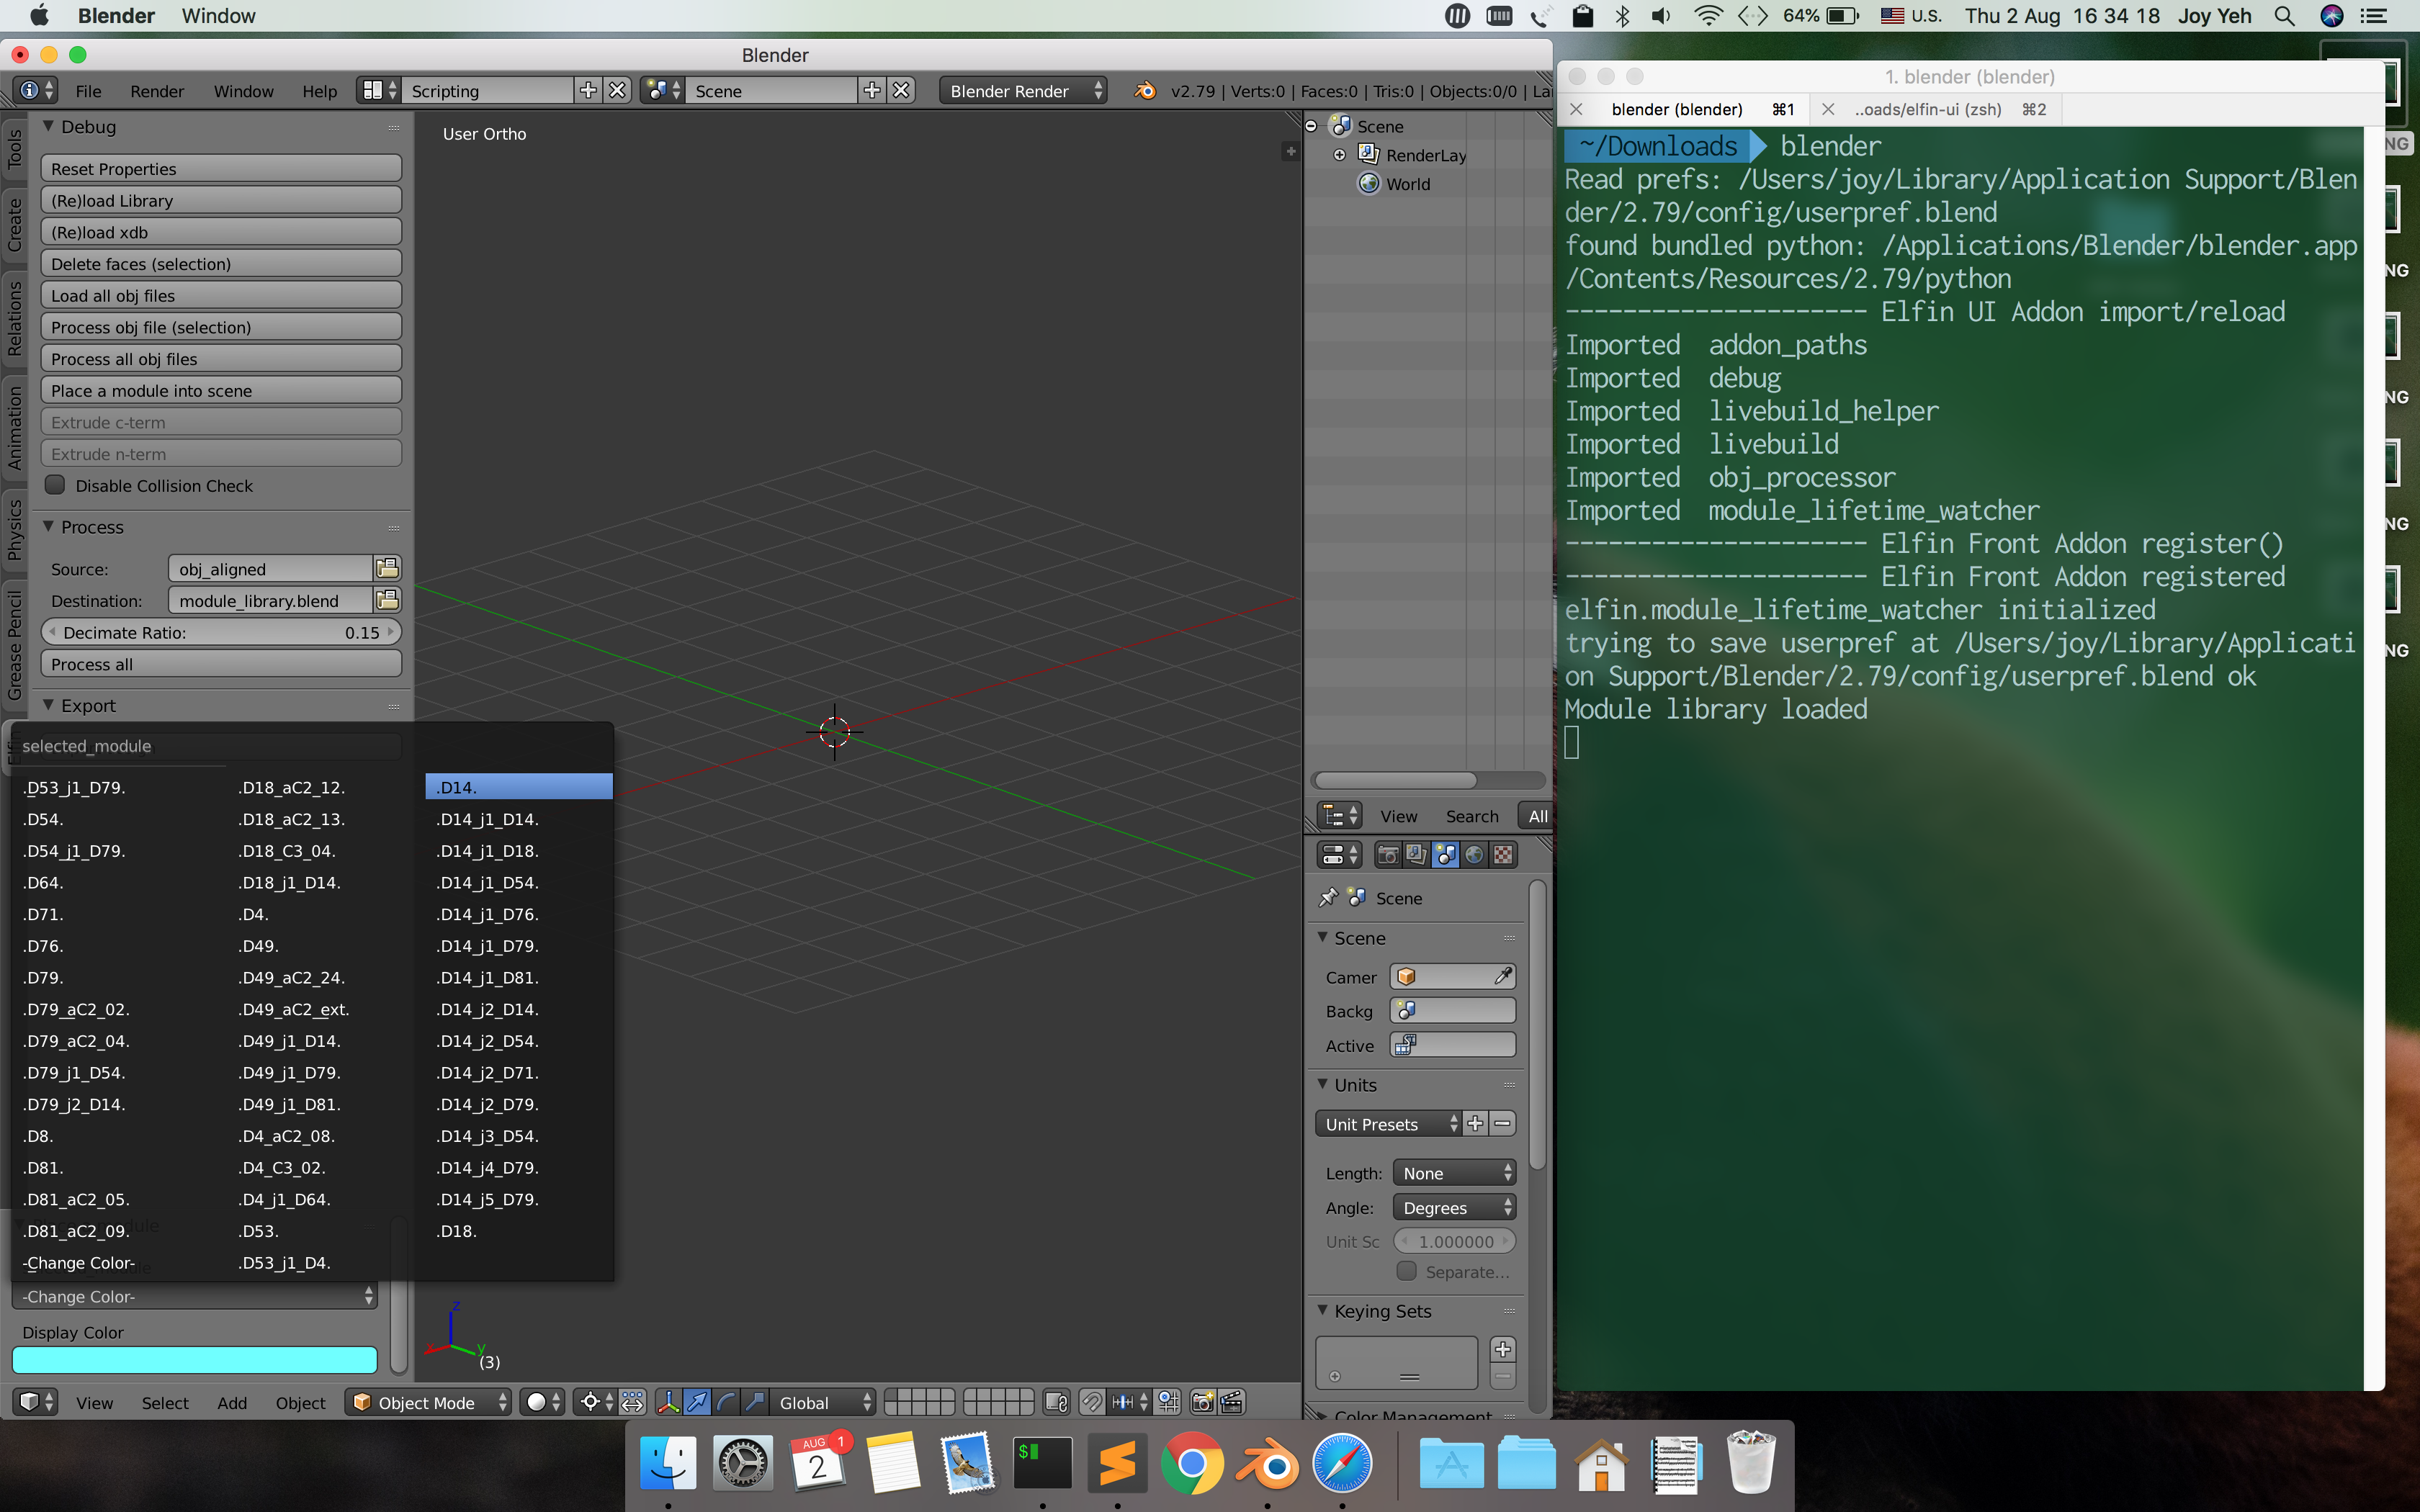 Blender Window
64% U.S. Thu 2 Aug 16 34 18 Joy Yeh
Blender
File Render Window Help Scripting Scene Blender Render v2.79 | Verts:0 | Faces:0 | Tris:0 | Objects:0/0 | La
Tools
Create
Relations
Animation
Physics
Grease Pencil
Debug
Reset Properties
(Re)load Library
(Re)load xdb
Delete faces (selection)
Load all obj files
Process obj file (selection)
Process all obj files
Place a module into scene
Extrude c-term
Extrude n-term
Disable Collision Check
Process
Source: obj_aligned
Destination: module_library.blend
Decimate Ratio: 0.15
Process all
Export
selected_module
.D53_j1_D79.
.D54.
.D54_j1_D79.
.D64.
.D71.
.D76.
.D79.
.D79_aC2_02.
.D79_aC2_04.
.D79_j1_D54.
.D79_j2_D14.
.D8.
.D81.
.D81_aC2_05.
.D81_aC2_09.
-Change Color-
.D18_aC2_12.
.D18_aC2_13.
.D18_C3_04.
.D18_j1_D14.
.D4.
.D49.
.D49_aC2_24.
.D49_aC2_ext.
.D49_j1_D14.
.D49_j1_D79.
.D49_j1_D81.
.D4_aC2_08.
.D4_C3_02.
.D4_j1_D64.
.D53.
.D53_j1_D4.
.D14.
.D14_j1_D14.
.D14_j1_D18.
.D14_j1_D54.
.D14_j1_D76.
.D14_j1_D79.
.D14_j1_D81.
.D14_j2_D14.
.D14_j2_D54.
.D14_j2_D71.
.D14_j2_D79.
.D14_j3_D54.
.D14_j4_D79.
.D14_j5_D79.
.D18.
-Change Color-
Display Color
User Ortho
z
x
y
(3)
View Select Add Object Object Mode Global
Scene
RenderLay
World
View Search All
Scene
Scene
Camer
Backg
Active
Units
Unit Presets
Length: None
Angle: Degrees
Unit Sc 1.000000
Separate...
Keying Sets
Color Management
1. blender (blender)
blender (blender) ⌘1 ..oads/elfin-ui (zsh) ⌘2
~/Downloads blender
Read prefs: /Users/joy/Library/Application Support/Blen
der/2.79/config/userpref.blend
found bundled python: /Applications/Blender/blender.app
/Contents/Resources/2.79/python
--------------------- Elfin UI Addon import/reload
Imported addon_paths
Imported debug
Imported livebuild_helper
Imported livebuild
Imported obj_processor
Imported module_lifetime_watcher
--------------------- Elfin Front Addon register()
--------------------- Elfin Front Addon registered
elfin.module_lifetime_watcher initialized
trying to save userpref at /Users/joy/Library/Applicati
on Support/Blender/2.79/config/userpref.blend ok
Module library loaded
NG
NG
NG
NG
NG
AUG 1
2
$